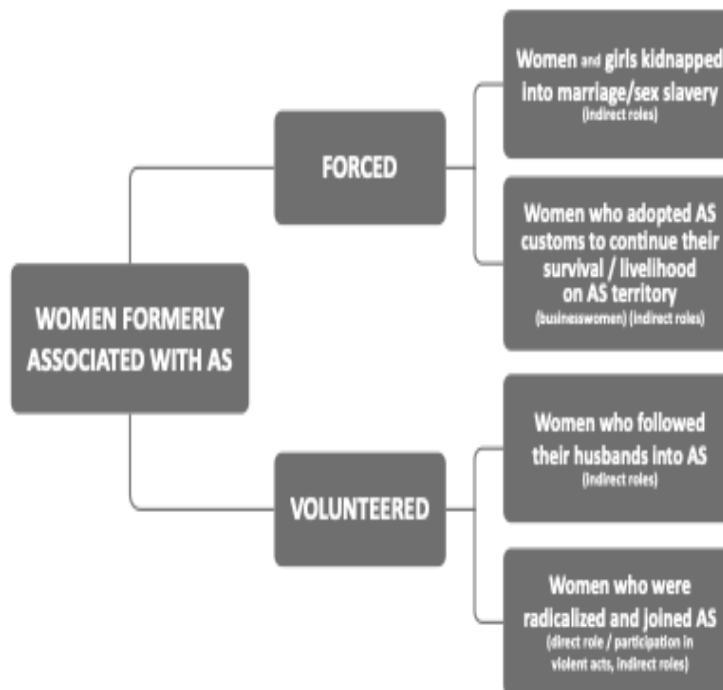 WOMEN FORMERLY
ASSOCIATED WITH AS
FORCED
Women and girls kidnapped
into marriage/sex slavery
(indirect roles)
Women who adopted AS
customs to continue their
survival / livelihood
on AS territory
(businesswomen) (indirect roles)
VOLUNTEERED
Women who followed
their husbands into AS
(indirect roles)
Women who were
radicalized and joined AS
(direct role / participation in
violent acts, indirect roles)